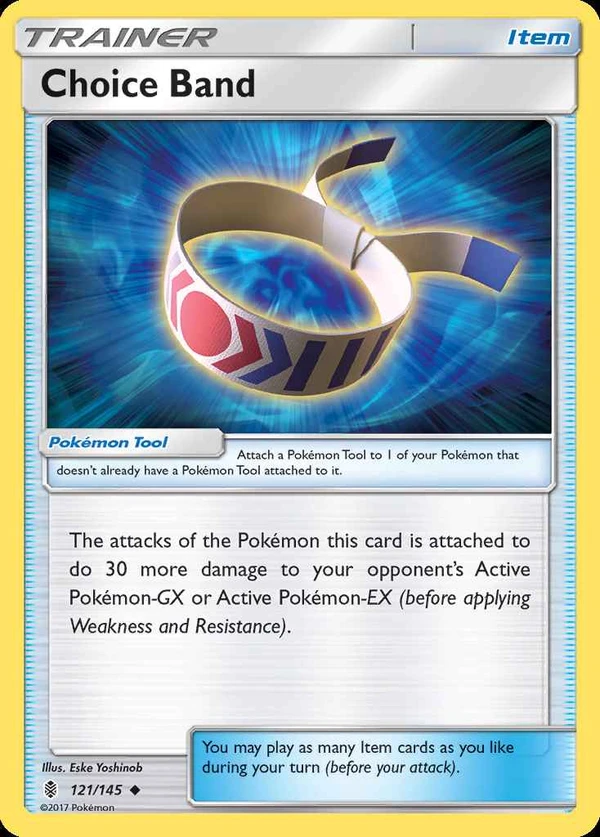 TRAINER
Item
Choice Band
Pokémon Tool
Attach a Pokémon Tool to 1 of your Pokémon that
doesn't already have a Pokémon Tool attached to it.
The attacks of the Pokémon this card is attached to
do 30 more damage to your opponent's Active
Pokémon-GX or Active Pokémon-EX (before applying
Weakness and Resistance).
You may play as many Item cards as you like
during your turn (before your attack).
Illus. Eske Yoshinob
121/145
©2017 Pokémon